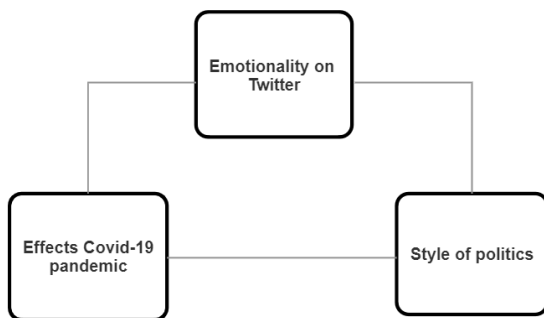 Emotionality on
Twitter
Effects Covid-19
pandemic
Style of politics